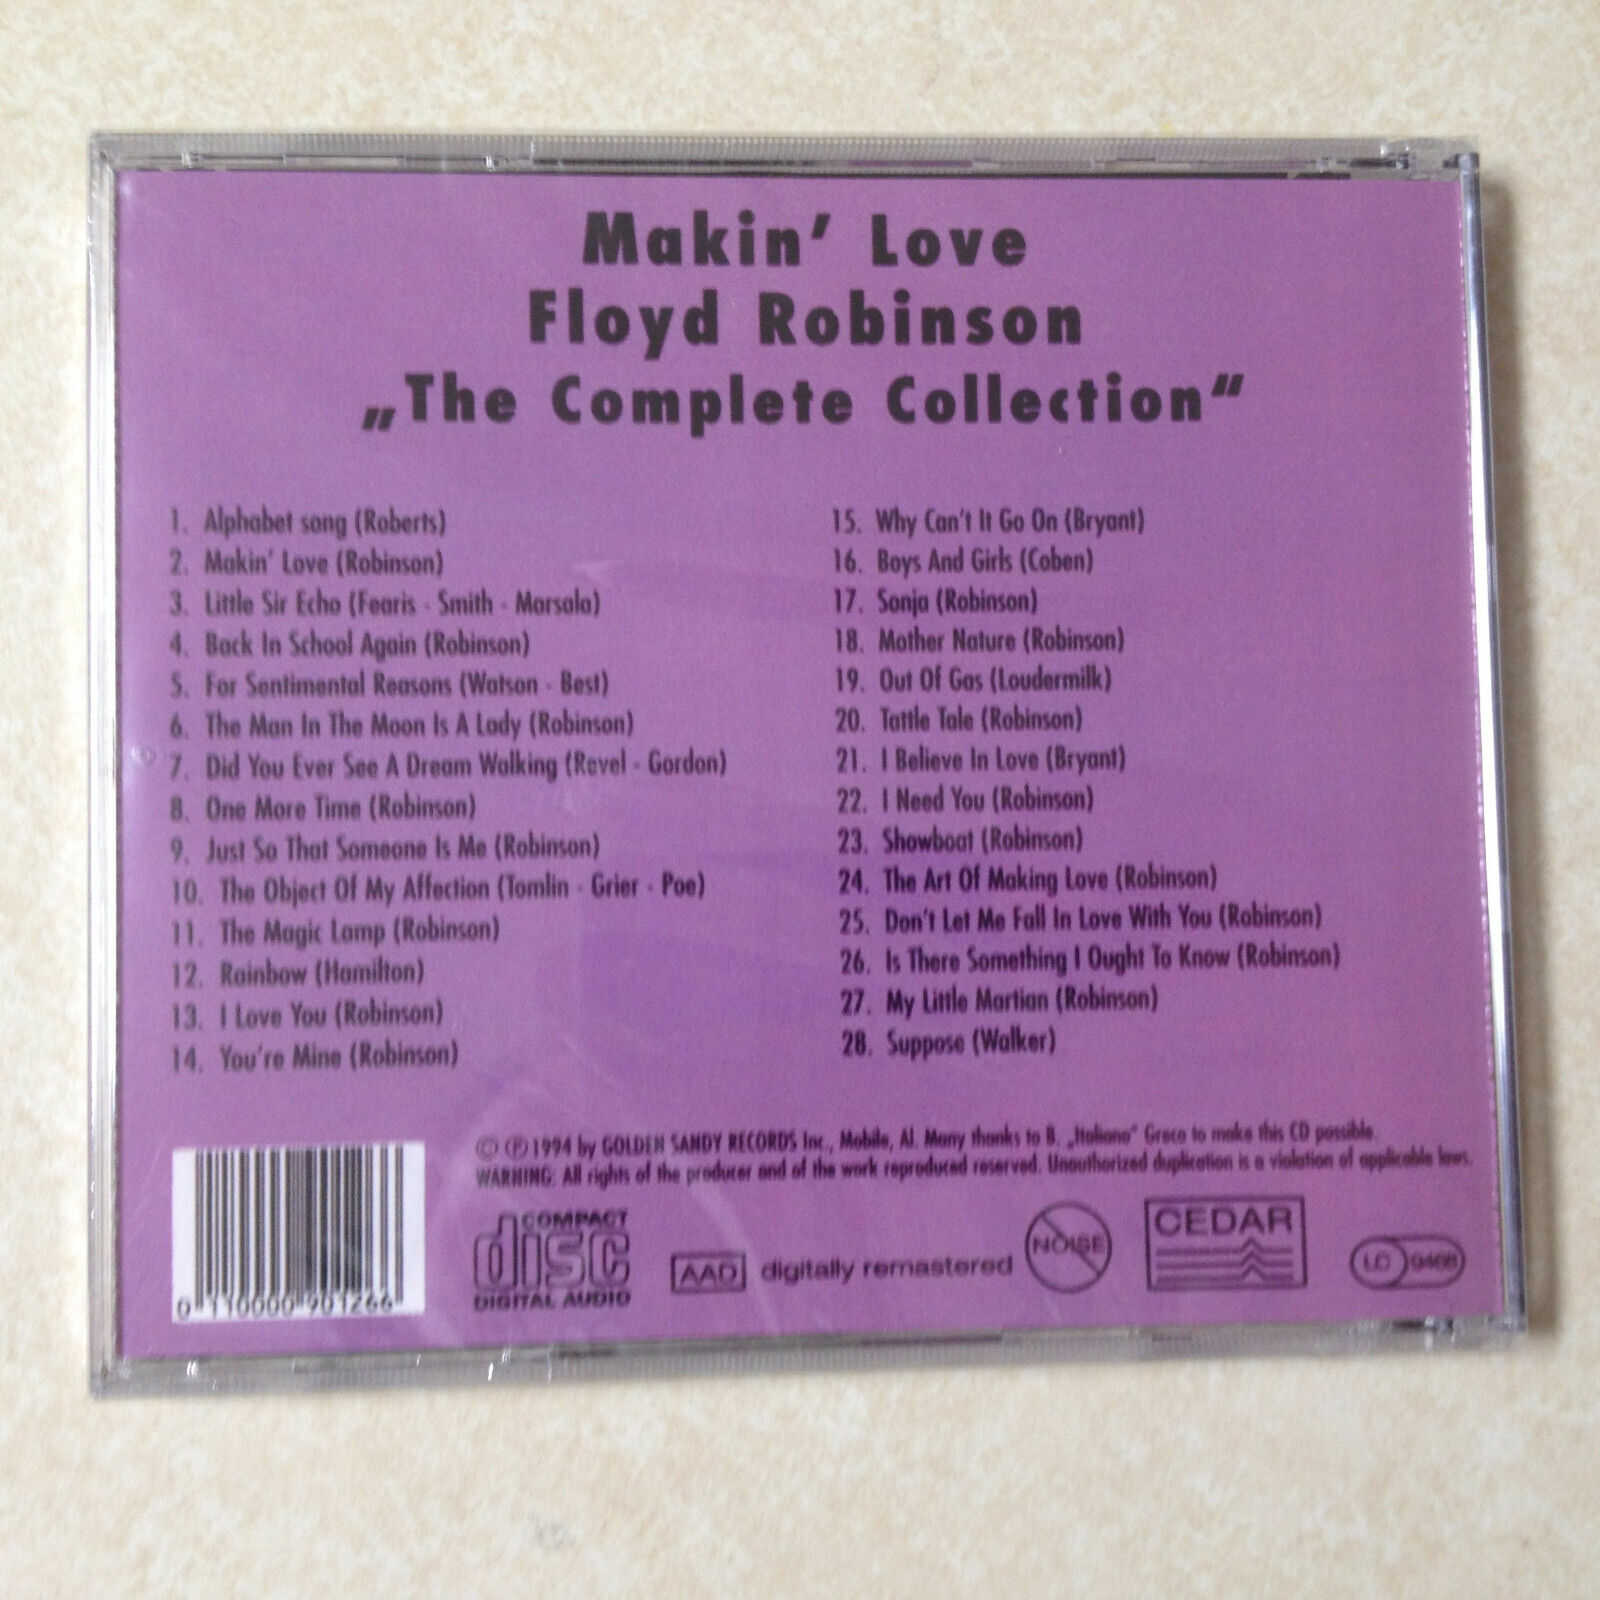 Makin' Love
Floyd Robinson
„The Complete Collection“
1. Alphabet song (Roberts)
2. Makin' Love (Robinson)
3. Little Sir Echo (Fearis - Smith - Marsala)
4. Back In School Again (Robinson)
5. For Sentimental Reasons (Watson - Best)
6. The Man In The Moon Is A Lady (Robinson)
7. Did You Ever See A Dream Walking (Revel - Gordon)
8. One More Time (Robinson)
9. Just So That Someone Is Me (Robinson)
10. The Object Of My Affection (Tomlin - Grier - Poe)
11. The Magic Lamp (Robinson)
12. Rainbow (Hamilton)
13. I Love You (Robinson)
14. You're Mine (Robinson)
15. Why Can't It Go On (Bryant)
16. Boys And Girls (Coben)
17. Sonja (Robinson)
18. Mother Nature (Robinson)
19. Out Of Gas (Loudermilk)
20. Tattle Tale (Robinson)
21. I Believe In Love (Bryant)
22. I Need You (Robinson)
23. Showboat (Robinson)
24. The Art Of Making Love (Robinson)
25. Don't Let Me Fall In Love With You (Robinson)
26. Is There Something I Ought To Know (Robinson)
27. My Little Martian (Robinson)
28. Suppose (Walker)
© ℗ 1994 by GOLDEN SANDY RECORDS Inc., Mobile, Al. Many thanks to B. „Italiano“ Greco to make this CD possible.
WARNING: All rights of the producer and of the work reproduced reserved. Unauthorized duplication is a violation of applicable laws.
0 110000 901266
COMPACT
disc
DIGITAL AUDIO
AAD digitally remastered
NOISE
CEDAR
LC